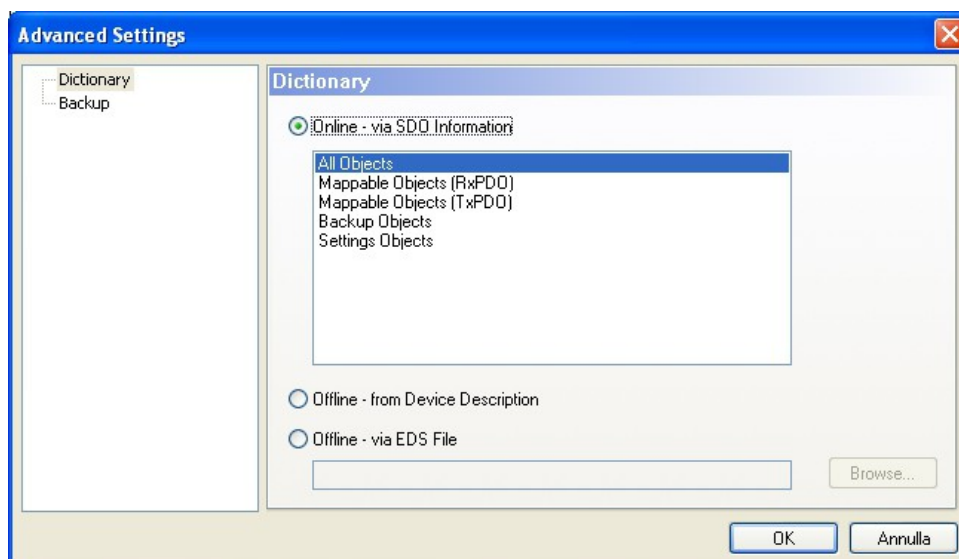 Advanced Settings
Dictionary
Backup
Dictionary
Online - via SDO Information
All Objects
Mappable Objects (RxPDO)
Mappable Objects (TxPDO)
Backup Objects
Settings Objects
Offline - from Device Description
Offline - via EDS File
Browse...
OK Annulla